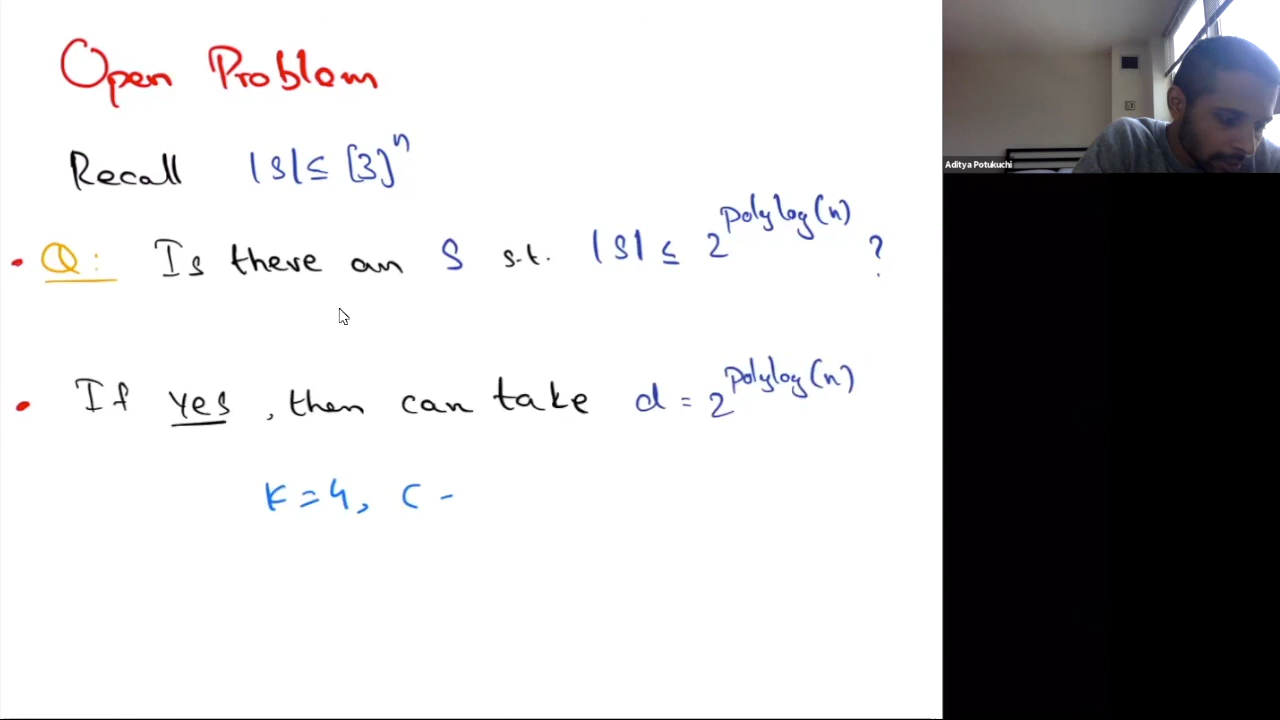 Open Problem
Recall |S| ≤ [3]^n
• Q: Is there an S s.t. |S| ≤ 2^polylog(n) ?
• If yes, then can take d = 2^polylog(n)
K = 4, C -
Aditya Potukuchi